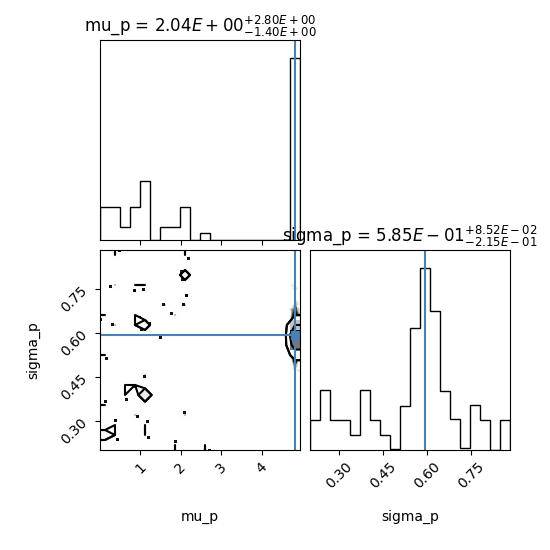 mu_p = 2.04E + 00+2.80E + 00
−1.40E + 00
sigma_p = 5.85E − 01+8.52E − 02
−2.15E − 01
sigma_p
0.75
0.60
0.45
0.30
1 2 3 4
0.30 0.45 0.60 0.75
mu_p
sigma_p